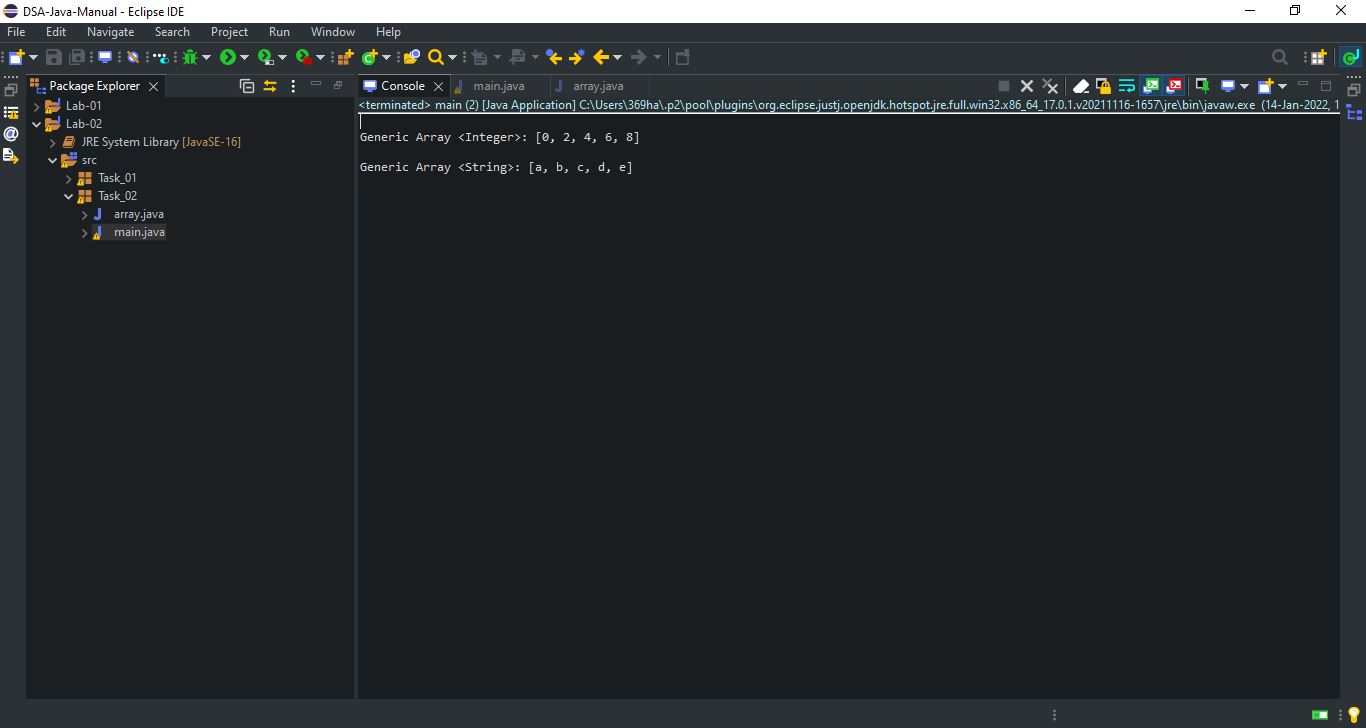 DSA-Java-Manual - Eclipse IDE
File Edit Navigate Search Project Run Window Help
Package Explorer
Lab-01
Lab-02
JRE System Library [JavaSE-16]
src
Task_01
Task_02
array.java
main.java
Console main.java array.java
<terminated> main (2) [Java Application] C:\Users\369ha\.p2\pool\plugins\org.eclipse.justj.openjdk.hotspot.jre.full.win32.x86_64_17.0.1.v20211116-1657\jre\bin\javaw.exe (14-Jan-2022, 1
Generic Array <Integer>: [0, 2, 4, 6, 8]
Generic Array <String>: [a, b, c, d, e]